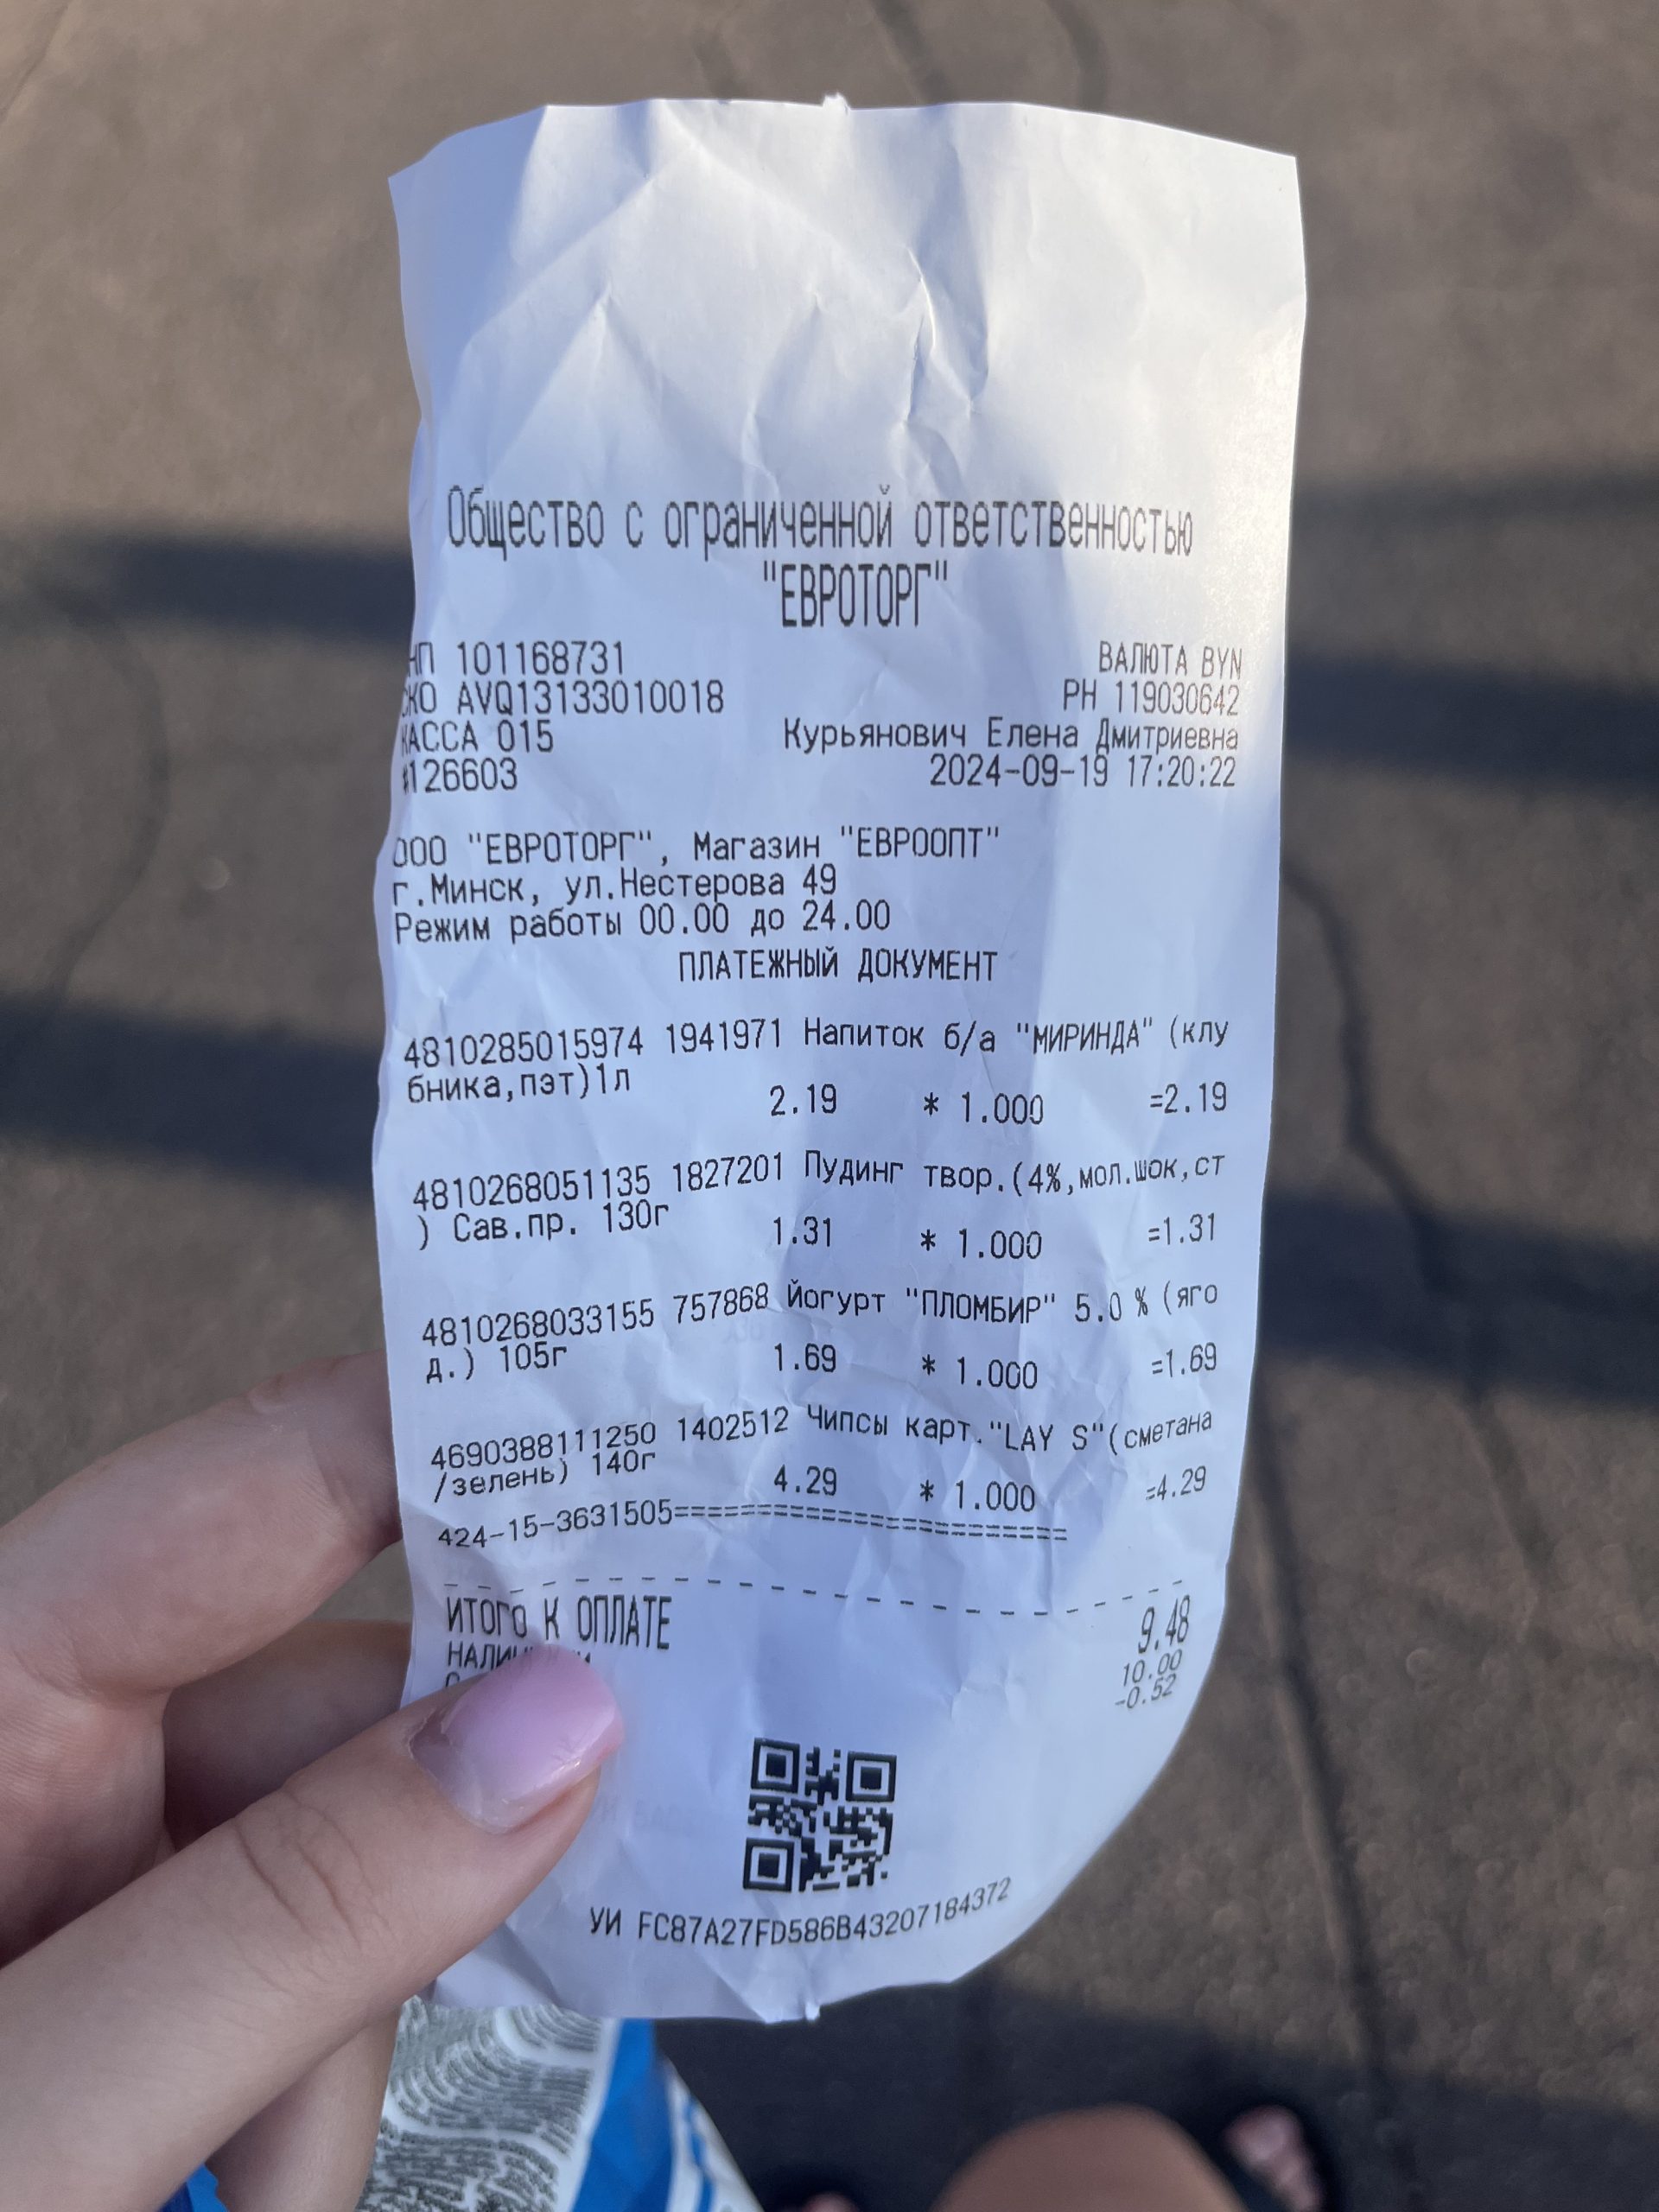 Общество с ограниченной ответственностью
"ЕВРОТОРГ"
101168731 ВАЛЮТА BYN
СКО AVQ13133010018 РН 119030642
КАССА 015 Курьянович Елена Дмитриевна
#126603 2024-09-19 17:20:22
ООО "ЕВРОТОРГ", Магазин "ЕВРООПТ"
г.Минск, ул.Нестерова 49
Режим работы 00.00 до 24.00
ПЛАТЕЖНЫЙ ДОКУМЕНТ
4810285015974 1941971 Напиток б/а "МИРИНДА" (клу
бника,пэт)1л
2.19 * 1.000 =2.19
4810268051135 1827201 Пудинг твор.(4%,мол.шок,ст
) Сав.пр. 130г
1.31 * 1.000 =1.31
4810268033155 757868 Йогурт "ПЛОМБИР" 5.0 % (яго
д.) 105г
1.69 * 1.000 =1.69
4690388111250 1402512 Чипсы карт."LAY S"(сметана
/зелень) 140г
4.29 * 1.000 =4.29
424-15-3631505========================
ИТОГО К ОПЛАТЕ 9.48
10.00
-0.52
УИ FC87A27FD586B43207184372